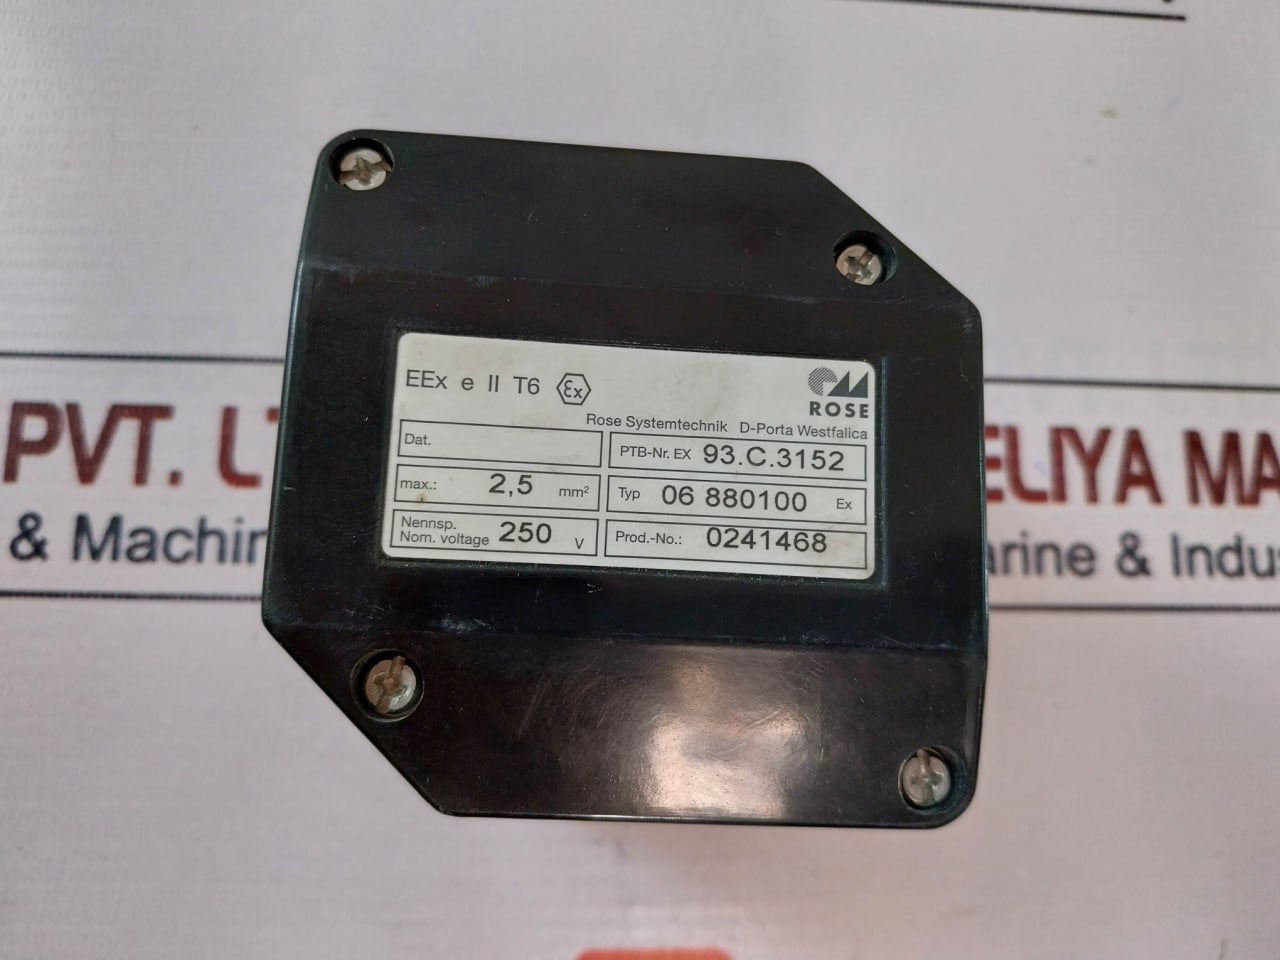 EEx e II T6 Ex
ROSE
Rose Systemtechnik D-Porta Westfalica
Dat.
PTB-Nr. EX 93.C.3152
max.: 2,5 mm²
Typ 06 880100 Ex
Nennsp.
Nom. voltage 250 V
Prod.-No.: 0241468
PVT.
ELIYA MA
& Machin
arine & Indus